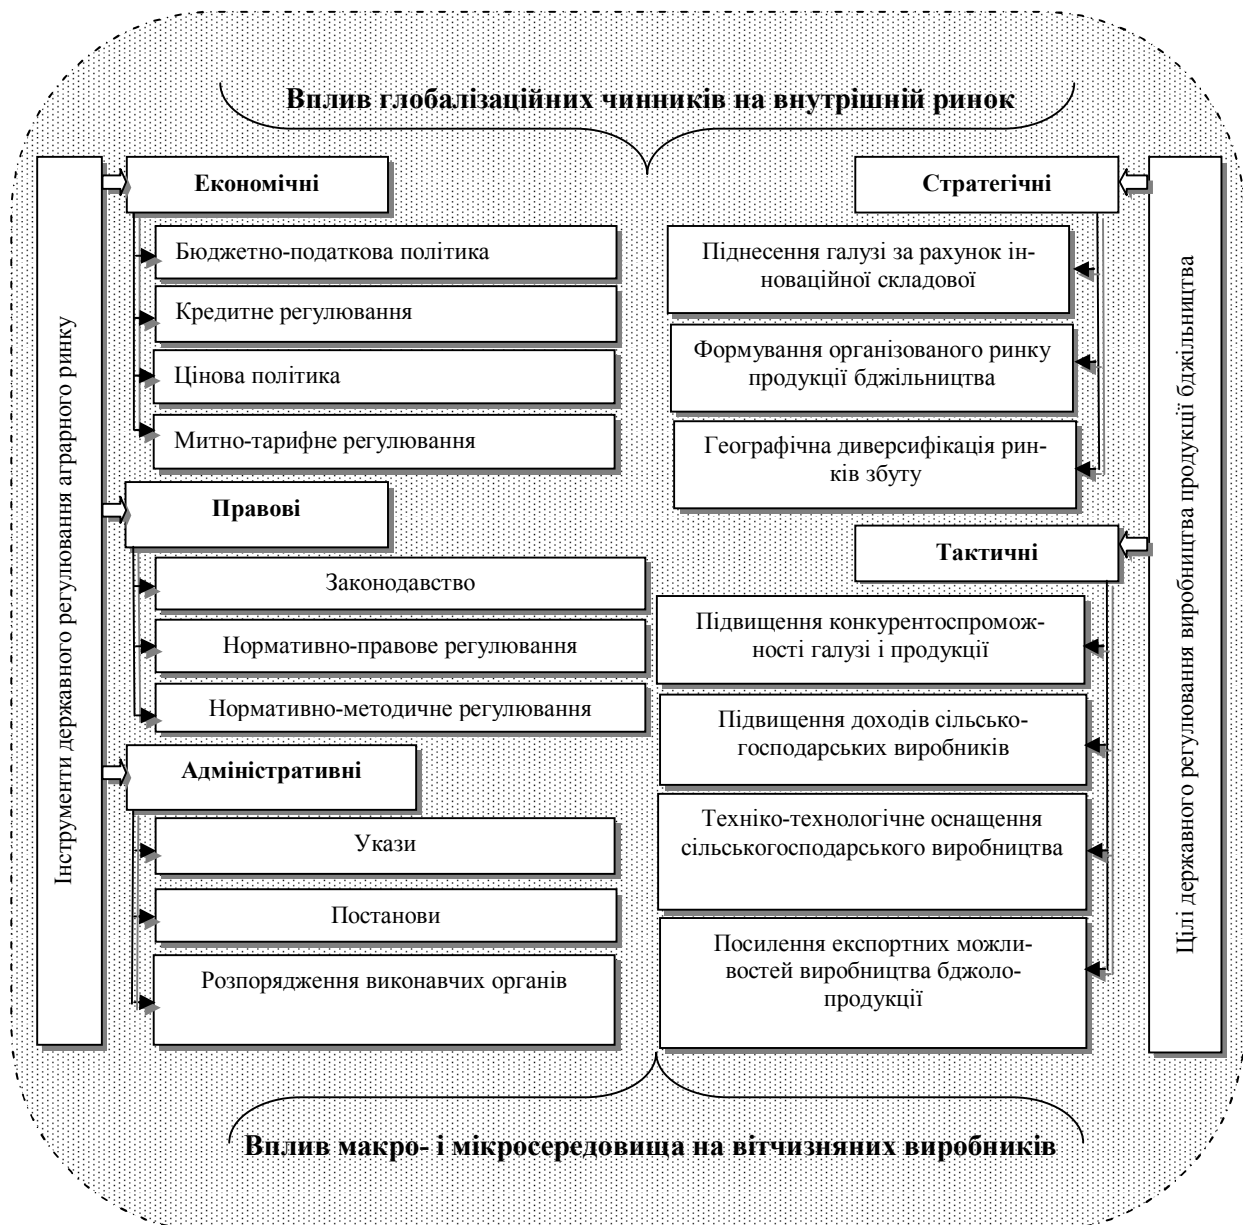 Вплив глобалізаційних чинників на внутрішній ринок
Інструменти державного регулювання аграрного ринку
Економічні
Бюджетно-податкова політика
Кредитне регулювання
Цінова політика
Митно-тарифне регулювання
Правові
Законодавство
Нормативно-правове регулювання
Нормативно-методичне регулювання
Адміністративні
Укази
Постанови
Розпорядження виконавчих органів
Стратегічні
Піднесення галузі за рахунок ін-
новаційної складової
Формування організованого ринку
продукції бджільництва
Географічна диверсифікація рин-
ків збуту
Тактичні
Підвищення конкурентоспромож-
ності галузі і продукції
Підвищення доходів сільсько-
господарських виробників
Техніко-технологічне оснащення
сільськогосподарського виробництва
Посилення експортних можли-
востей виробництва бджоло-
продукції
Цілі державного регулювання виробництва продукції бджільництва
Вплив макро- і мікросередовища на вітчизняних виробників